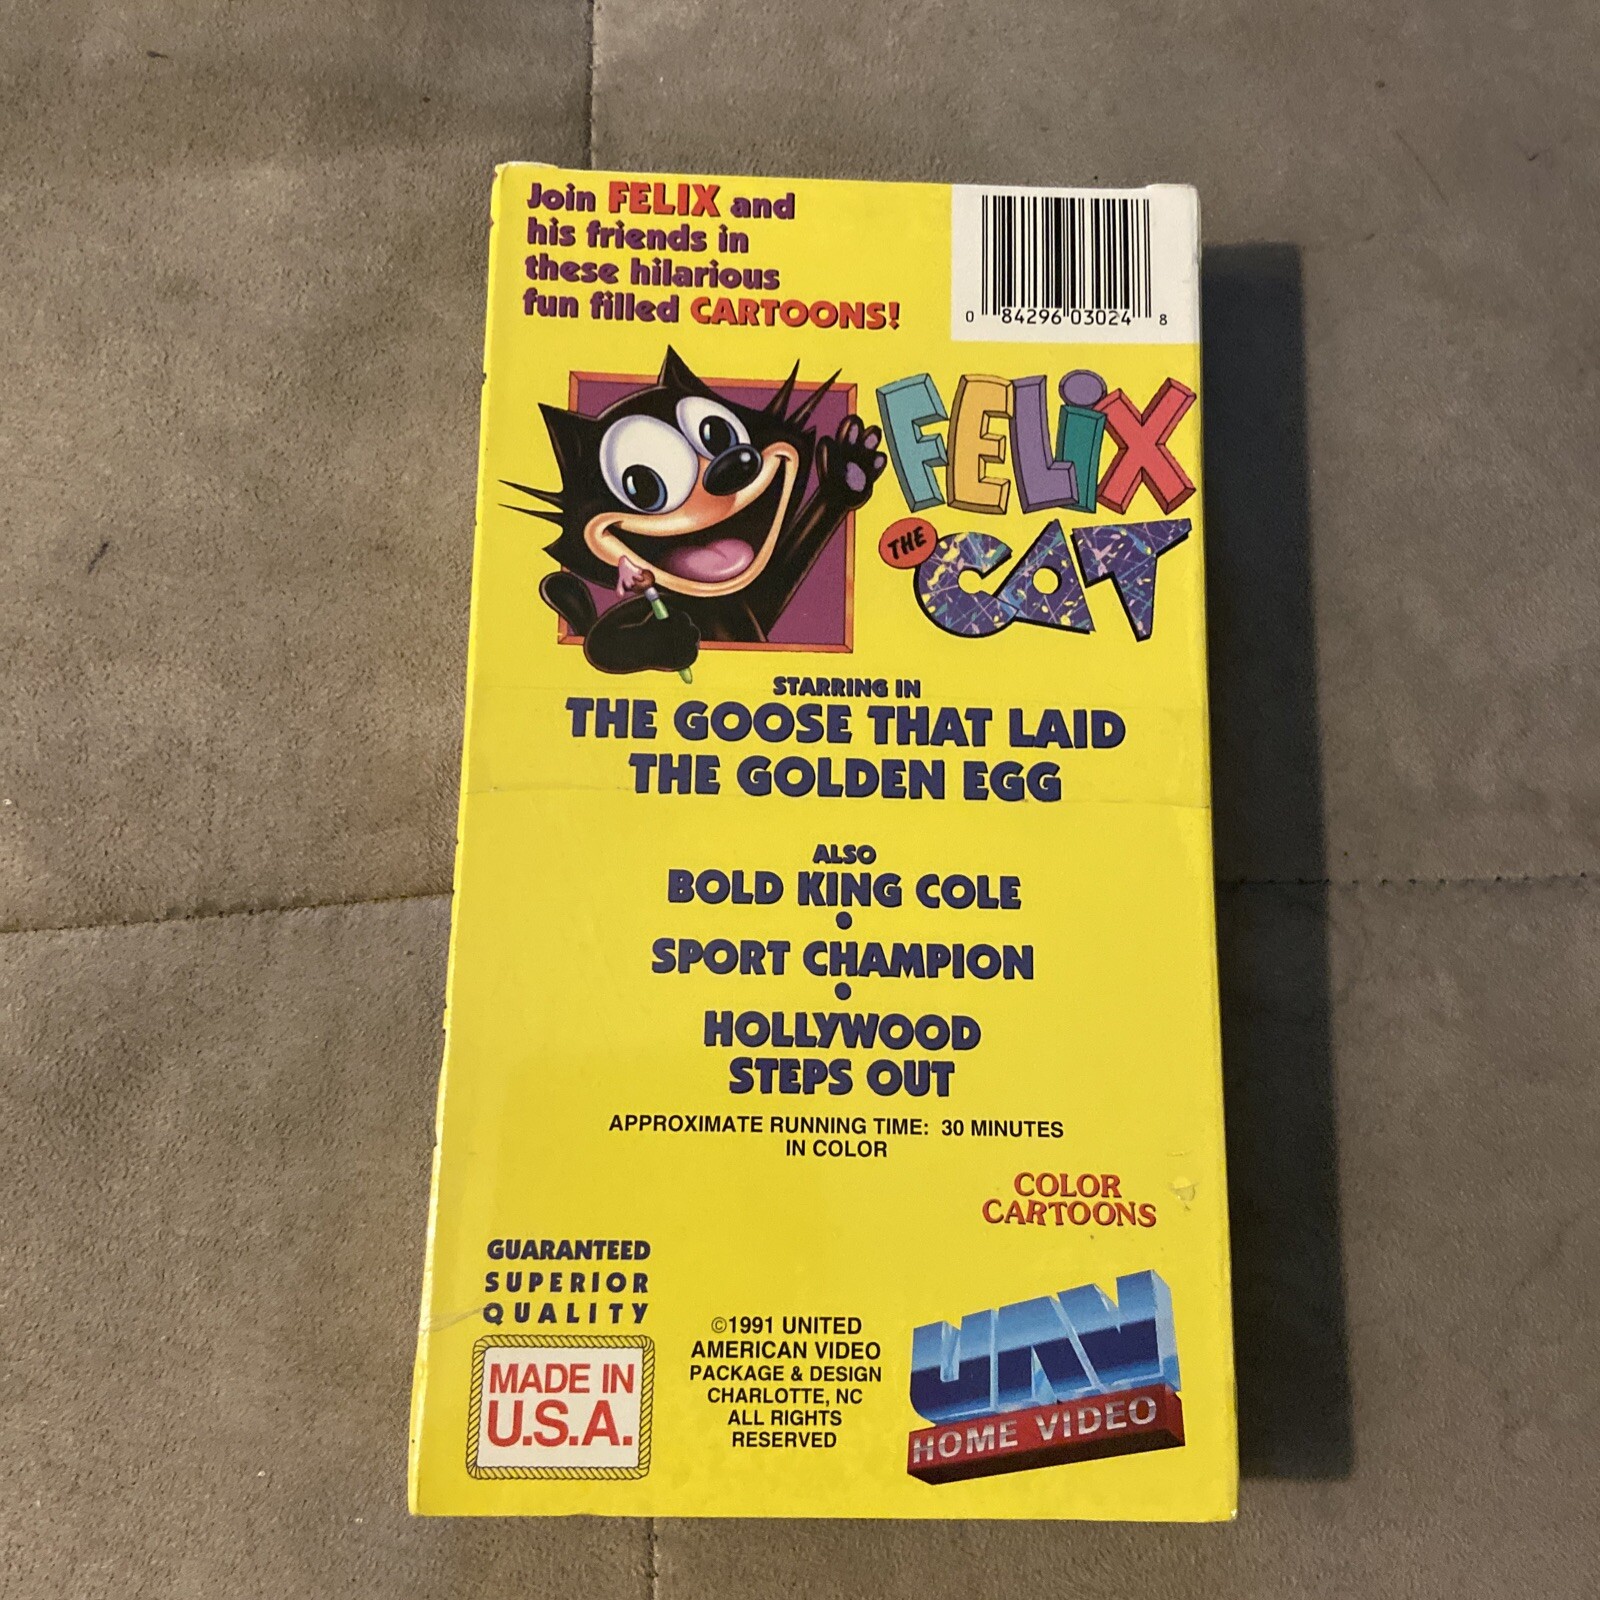 Join FELIX and
his friends in
these hilarious
fun filled CARTOONS!
0 84296 03024 8
FELiX
THE
CAT
STARRING IN
THE GOOSE THAT LAID
THE GOLDEN EGG
ALSO
BOLD KING COLE
•
SPORT CHAMPION
•
HOLLYWOOD
STEPS OUT
APPROXIMATE RUNNING TIME: 30 MINUTES
IN COLOR
COLOR
CARTOONS
GUARANTEED
SUPERIOR
QUALITY
MADE IN
U.S.A.
©1991 UNITED
AMERICAN VIDEO
PACKAGE & DESIGN
CHARLOTTE, NC
ALL RIGHTS
RESERVED
UAV
HOME VIDEO